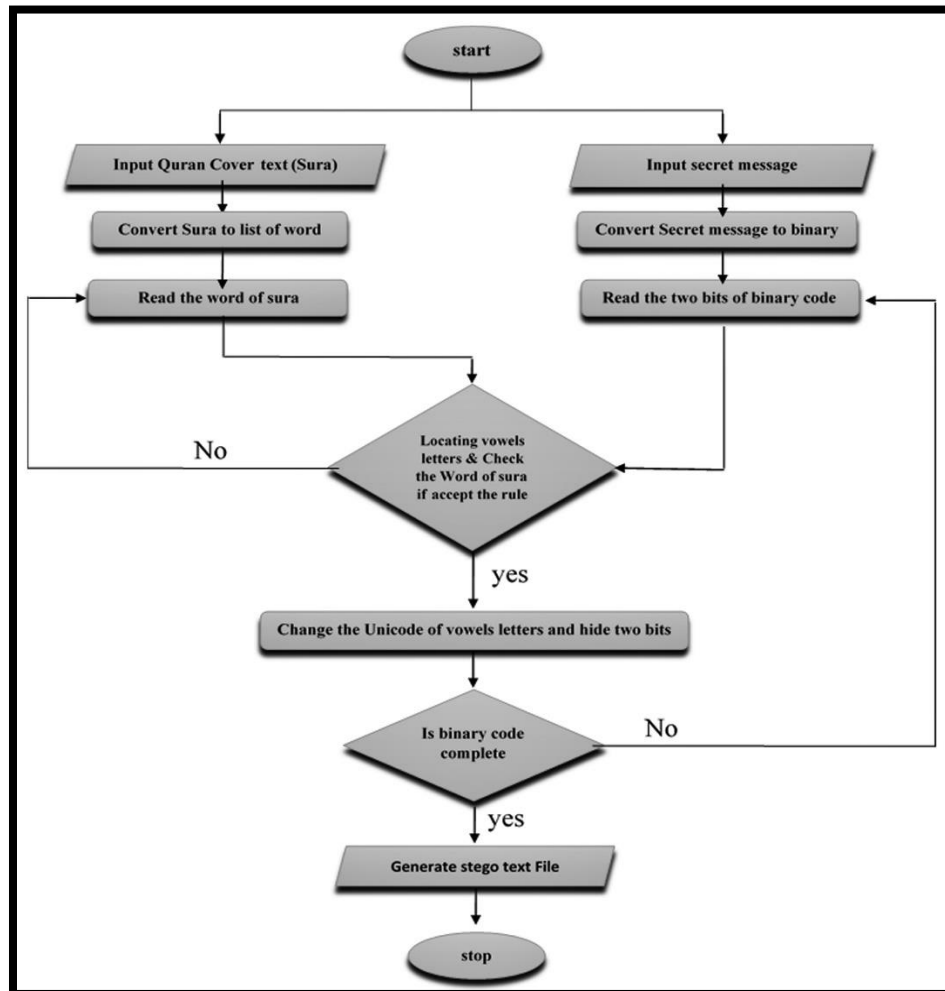 start
Input Quran Cover text (Sura)
Input secret message
Convert Sura to list of word
Convert Secret message to binary
Read the word of sura
Read the two bits of binary code
No
Locating vowels
letters & Check
the Word of sura
if accept the rule
yes
Change the Unicode of vowels letters and hide two bits
Is binary code
complete
No
yes
Generate stego text File
stop